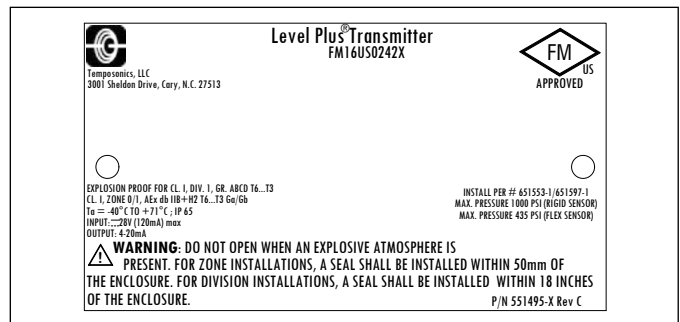 Level Plus® Transmitter
FM16US0242X
FM
US
APPROVED
Temposonics, LLC
3001 Sheldon Drive, Cary, N.C. 27513
EXPLOSION PROOF FOR CL. I, DIV. 1, GR. ABCD T6...T3
CL. I, ZONE 0/1, AEx db IIB+H2 T6...T3 Ga/Gb
Ta = -40°C TO +71°C ; IP 65
INPUT: ⎓28V (120mA) max
OUTPUT: 4-20mA
INSTALL PER # 651553-1/651597-1
MAX. PRESSURE 1000 PSI (RIGID SENSOR)
MAX. PRESSURE 435 PSI (FLEX SENSOR)
WARNING: DO NOT OPEN WHEN AN EXPLOSIVE ATMOSPHERE IS
PRESENT. FOR ZONE INSTALLATIONS, A SEAL SHALL BE INSTALLED WITHIN 50mm OF
THE ENCLOSURE. FOR DIVISION INSTALLATIONS, A SEAL SHALL BE INSTALLED WITHIN 18 INCHES
OF THE ENCLOSURE.
P/N 551495-X Rev C